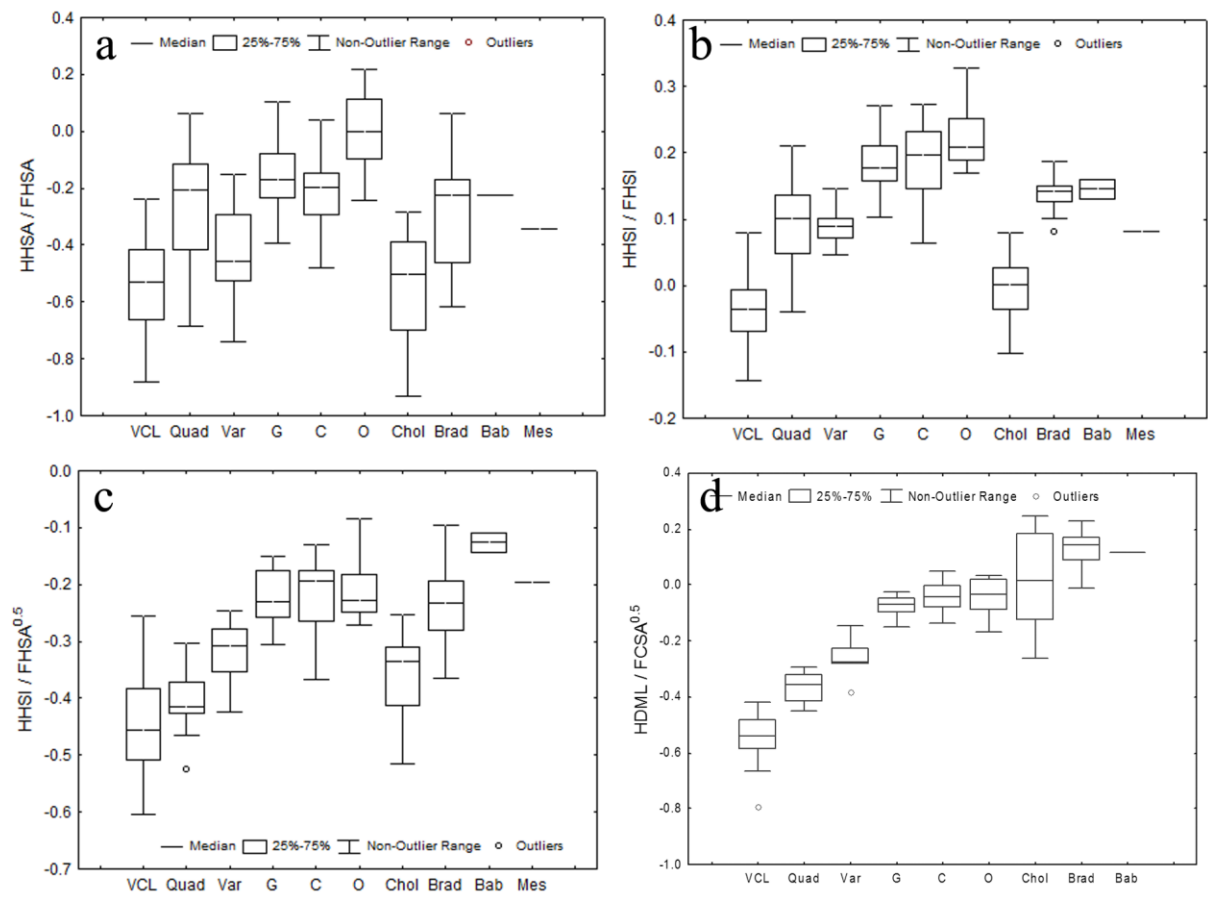 a
Median 25%-75% Non-Outlier Range Outliers
HHSA / FHSA
0.4
0.2
0.0
-0.2
-0.4
-0.6
-0.8
-1.0
VCL Quad Var G C O Chol Brad Bab Mes
b
Median 25%-75% Non-Outlier Range Outliers
HHSI / FHSI
0.4
0.3
0.2
0.1
0.0
-0.1
-0.2
VCL Quad Var G C O Chol Brad Bab Mes
c
HHSI / FHSA^0.5
0.0
-0.1
-0.2
-0.3
-0.4
-0.5
-0.6
-0.7
Median 25%-75% Non-Outlier Range Outliers
VCL Quad Var G C O Chol Brad Bab Mes
d
Median 25%-75% Non-Outlier Range Outliers
HDML / FCSA^0.5
0.4
0.2
0.0
-0.2
-0.4
-0.6
-0.8
-1.0
VCL Quad Var G C O Chol Brad Bab